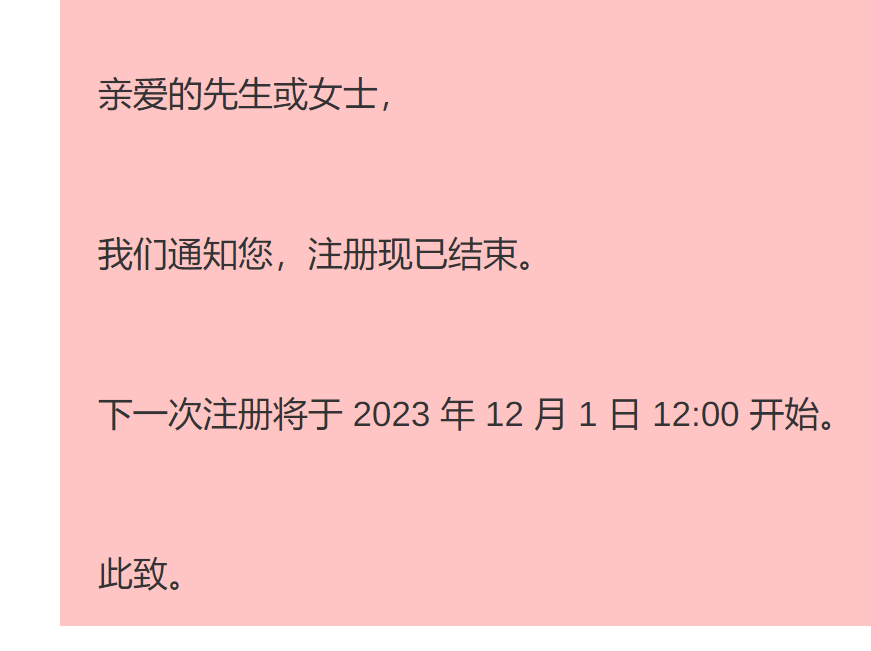 亲爱的先生或女士，
我们通知您，注册现已结束。
下一次注册将于 2023 年 12 月 1 日 12:00 开始。
此致。